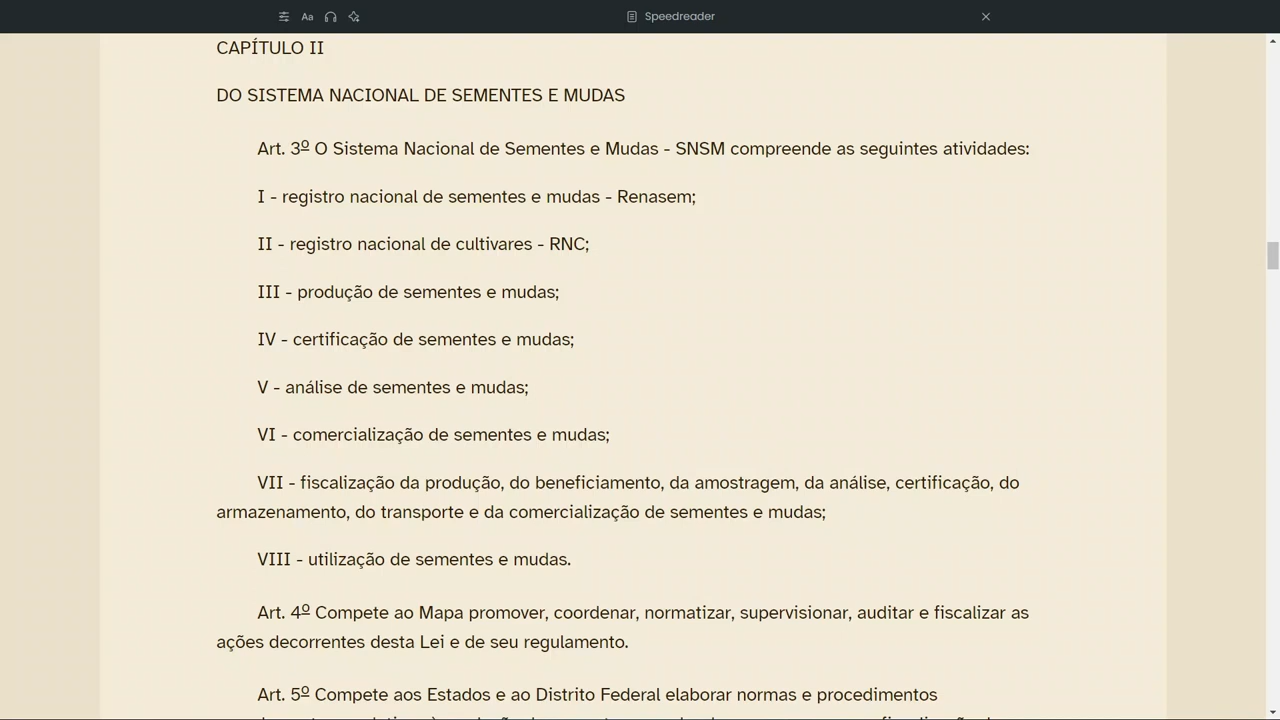 Aa
Speedreader
CAPÍTULO II
DO SISTEMA NACIONAL DE SEMENTES E MUDAS
Art. 3º O Sistema Nacional de Sementes e Mudas - SNSM compreende as seguintes atividades:
I - registro nacional de sementes e mudas - Renasem;
II - registro nacional de cultivares - RNC;
III - produção de sementes e mudas;
IV - certificação de sementes e mudas;
V - análise de sementes e mudas;
VI - comercialização de sementes e mudas;
VII - fiscalização da produção, do beneficiamento, da amostragem, da análise, certificação, do
armazenamento, do transporte e da comercialização de sementes e mudas;
VIII - utilização de sementes e mudas.
Art. 4º Compete ao Mapa promover, coordenar, normatizar, supervisionar, auditar e fiscalizar as
ações decorrentes desta Lei e de seu regulamento.
Art. 5º Compete aos Estados e ao Distrito Federal elaborar normas e procedimentos